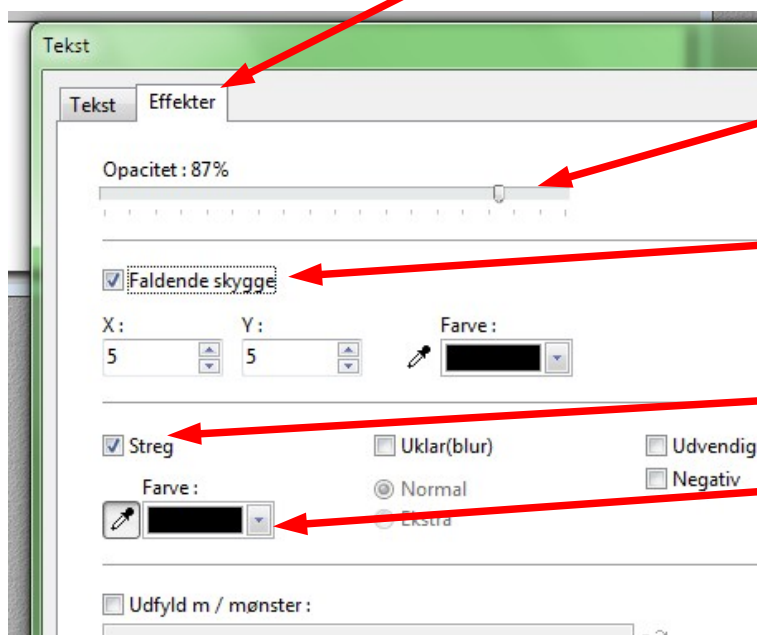 Tekst
Tekst Effekter
Opacitet : 87%
Faldende skygge
X : Y : Farve :
5 5
Streg Uklar(blur) Udvendig
Farve : Normal Negativ
Ekstra
Udfyld m / mønster :